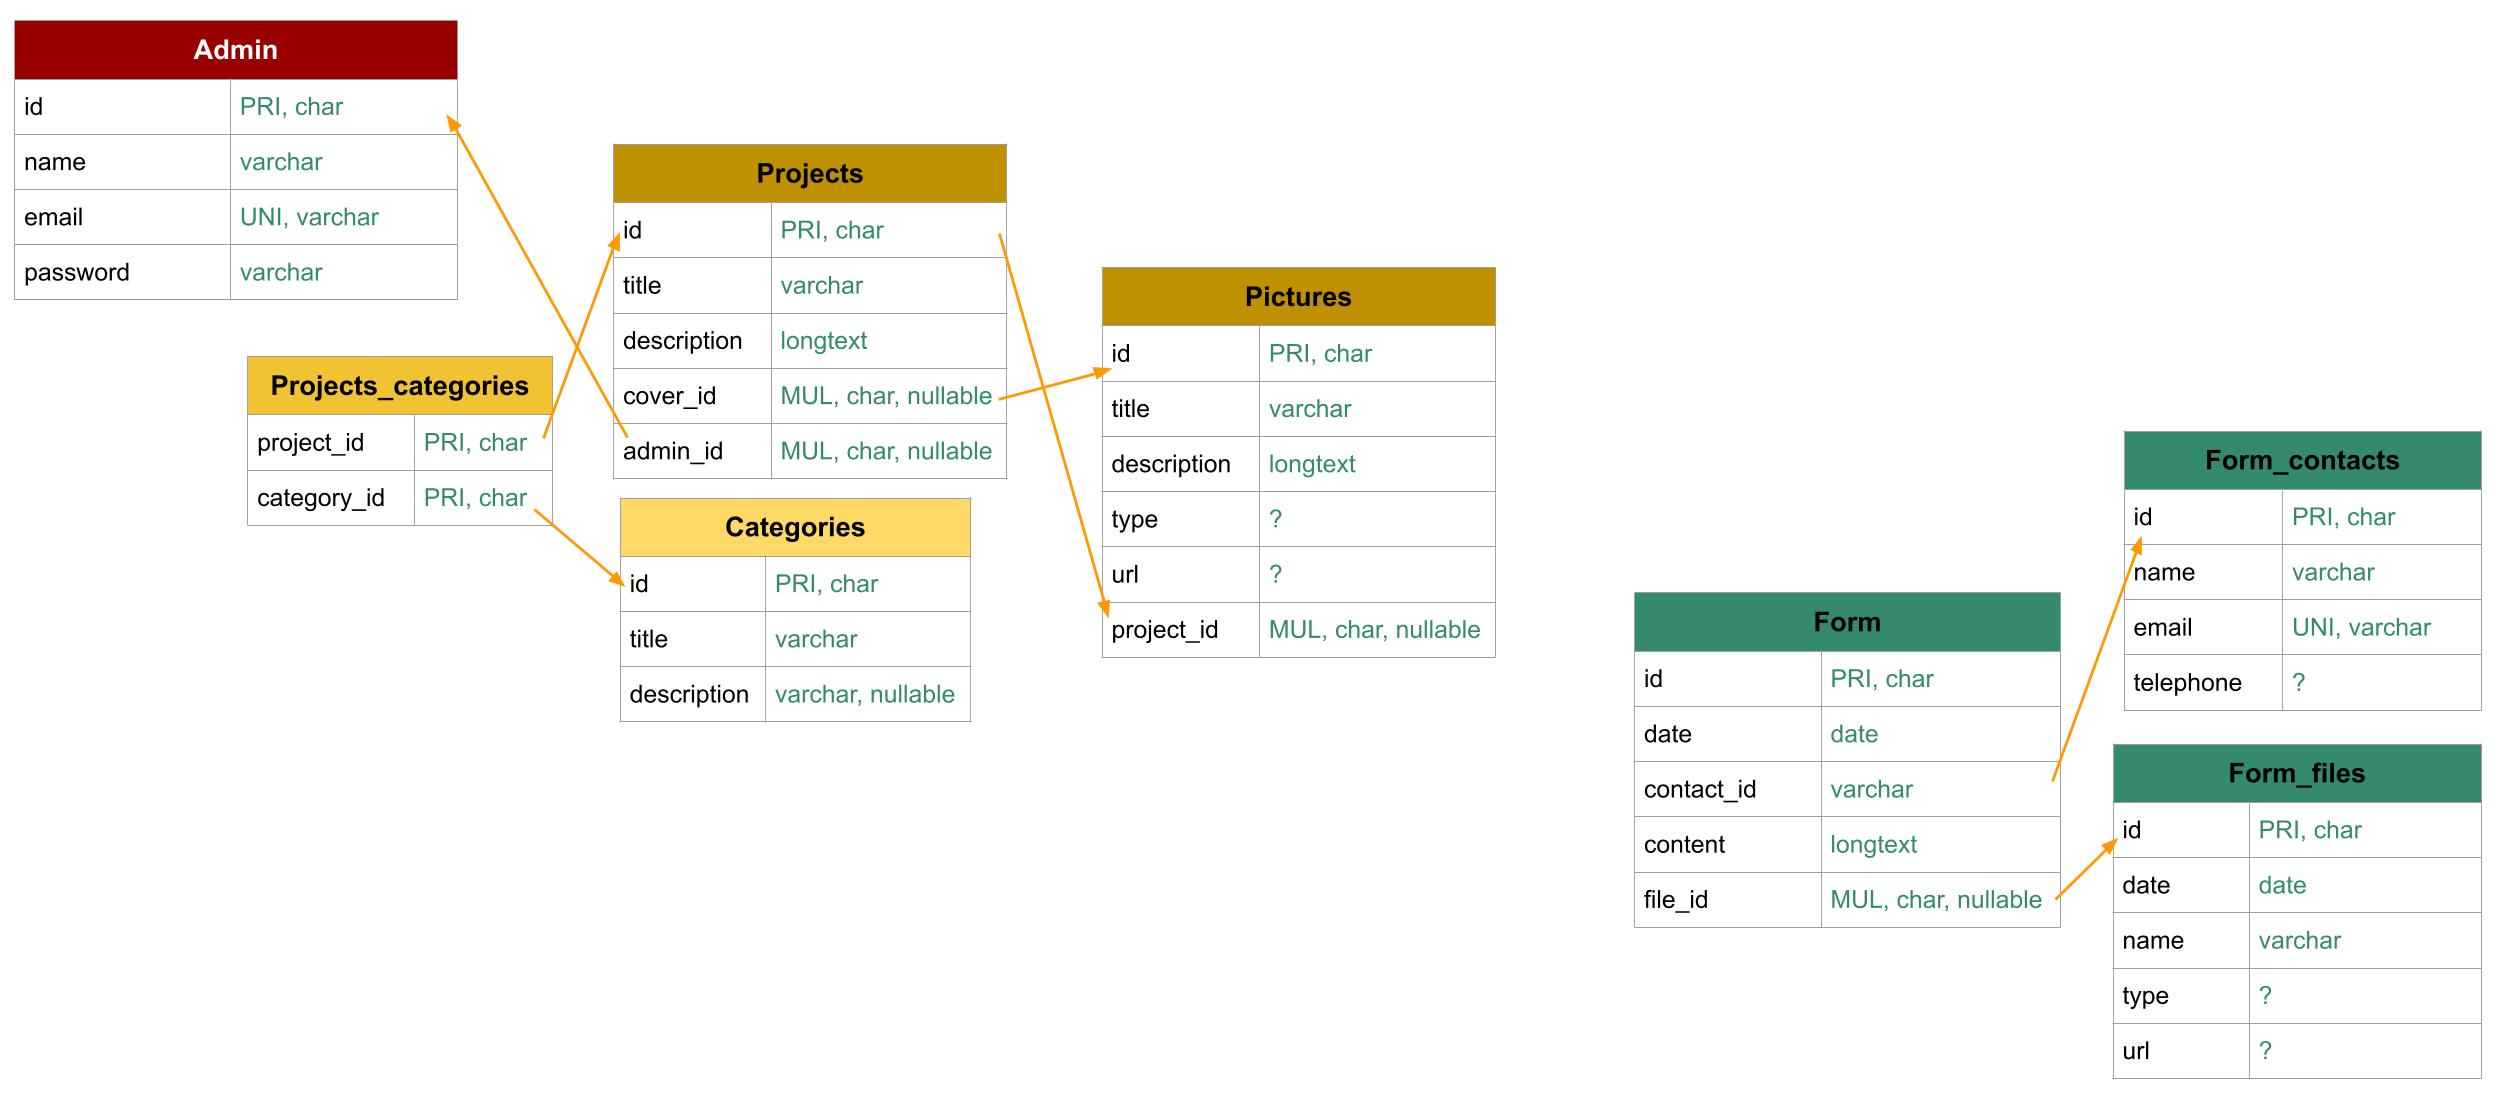 Admin
id PRI, char
name varchar
email UNI, varchar
password varchar
Projects_categories
project_id PRI, char
category_id PRI, char
Projects
id PRI, char
title varchar
description longtext
cover_id MUL, char, nullable
admin_id MUL, char, nullable
Categories
id PRI, char
title varchar
description varchar, nullable
Pictures
id PRI, char
title varchar
description longtext
type ?
url ?
project_id MUL, char, nullable
Form
id PRI, char
date date
contact_id varchar
content longtext
file_id MUL, char, nullable
Form_contacts
id PRI, char
name varchar
email UNI, varchar
telephone ?
Form_files
id PRI, char
date date
name varchar
type ?
url ?